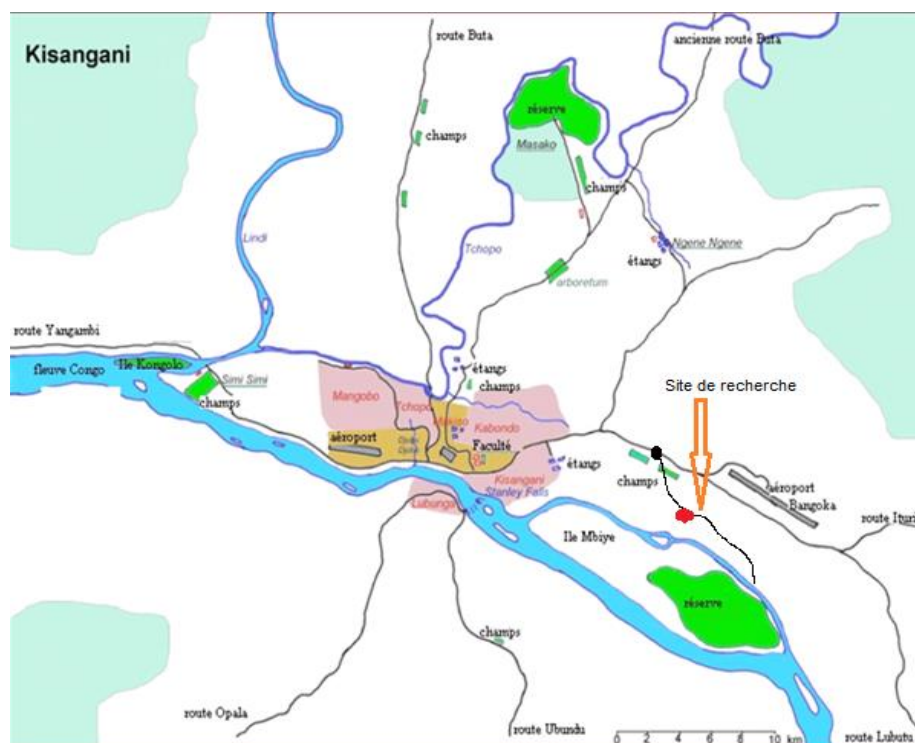 route Buta
ancienne route Buta
Kisangani
réserve
champs
Masako
champs
Lindi
Tchopo
Ngene Ngene
étangs
arboretum
route Yangambi
Ile Kongolo
fleuve Congo
étangs
Simi Simi
champs
Site de recherche
champs
Mangobo
Tchopo
Makiso
Kabondo
aéroport
Faculté
étangs
champs
aéroport
Bangoka
Kisangani
Stanley Falls
Lubunga
route Ituri
Ile Mbiye
réserve
champs
route Opala
route Ubundu
0 2 4 6 8 10 km
route Lubutu